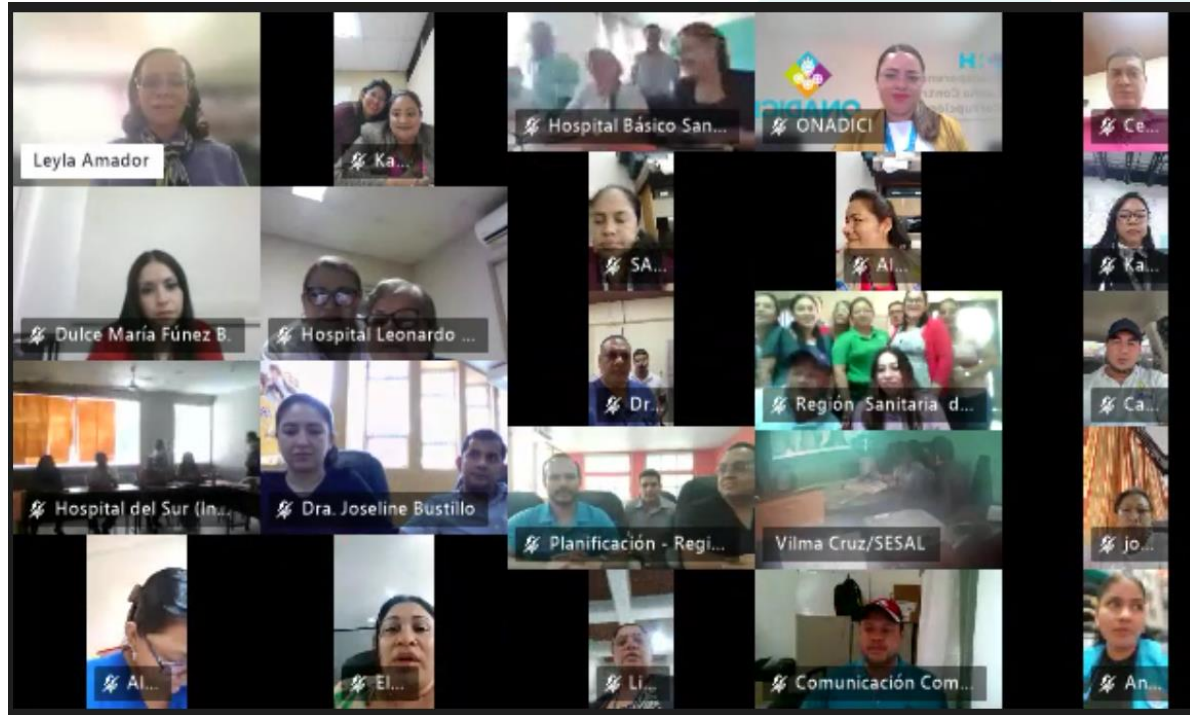 Leyla Amador
Ka...
Hospital Básico San...
ONADICI
Ce...
SA...
Al...
Ka...
Dulce María Fúnez B.
Hospital Leonardo ...
Dr...
Región Sanitaria d...
Ca...
Hospital del Sur (In...
Dra. Joseline Bustillo
Planificación - Regi...
Vilma Cruz/SESAL
jo...
Al...
El...
Li...
Comunicación Com...
An...